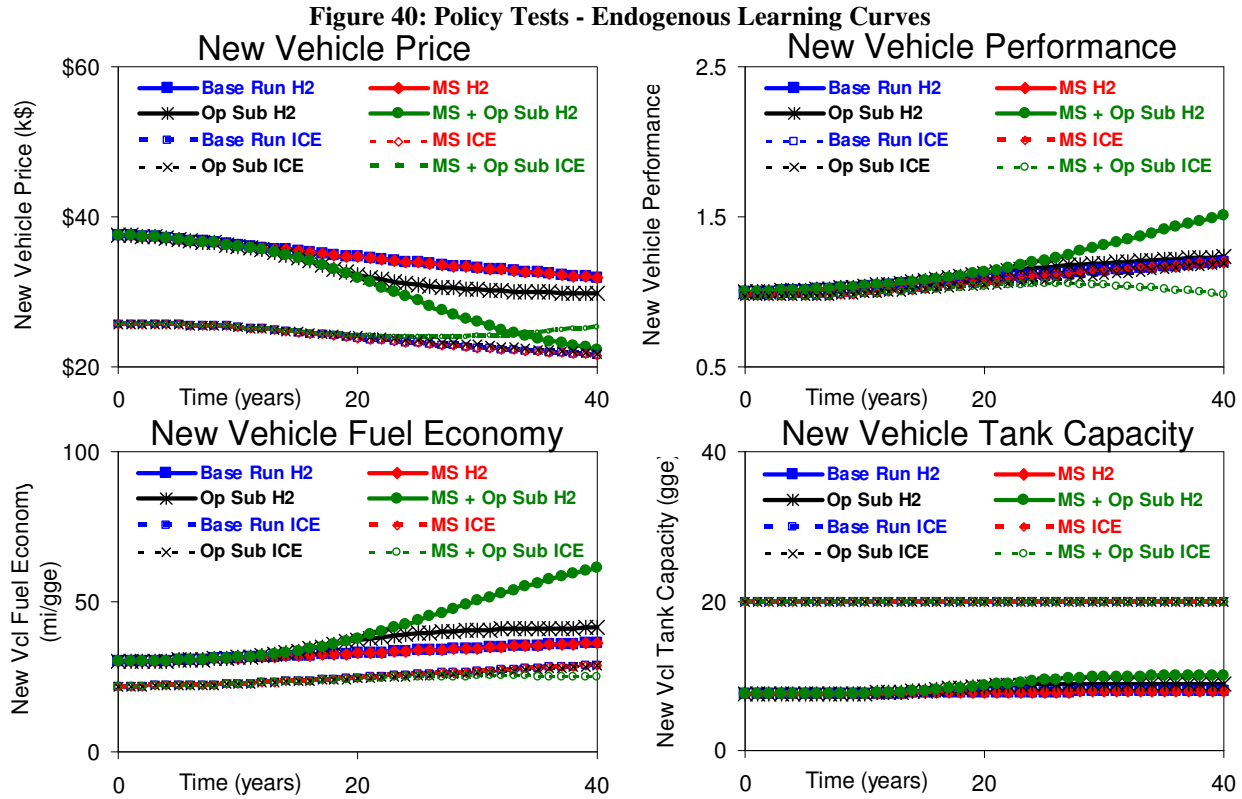 Figure 40: Policy Tests - Endogenous Learning Curves
New Vehicle Price
New Vehicle Price (k$)
$60
$40
$20
Base Run H2
MS H2
Op Sub H2
MS + Op Sub H2
Base Run ICE
MS ICE
Op Sub ICE
MS + Op Sub ICE
0
Time (years)
20
40
New Vehicle Performance
New Vehicle Performance
2.5
1.5
0.5
Base Run H2
MS H2
Op Sub H2
MS + Op Sub H2
Base Run ICE
MS ICE
Op Sub ICE
MS + Op Sub ICE
0
Time (years)
20
40
New Vehicle Fuel Economy
New Vcl Fuel Economy
(mi/gge)
100
50
0
Base Run H2
MS H2
Op Sub H2
MS + Op Sub H2
Base Run ICE
MS ICE
Op Sub ICE
MS + Op Sub ICE
0
Time (years)
20
40
New Vehicle Tank Capacity
New Vcl Tank Capacity (gge)
40
20
0
Base Run H2
MS H2
Op Sub H2
MS + Op Sub H2
Base Run ICE
MS ICE
Op Sub ICE
MS + Op Sub ICE
0
Time (years)
20
40